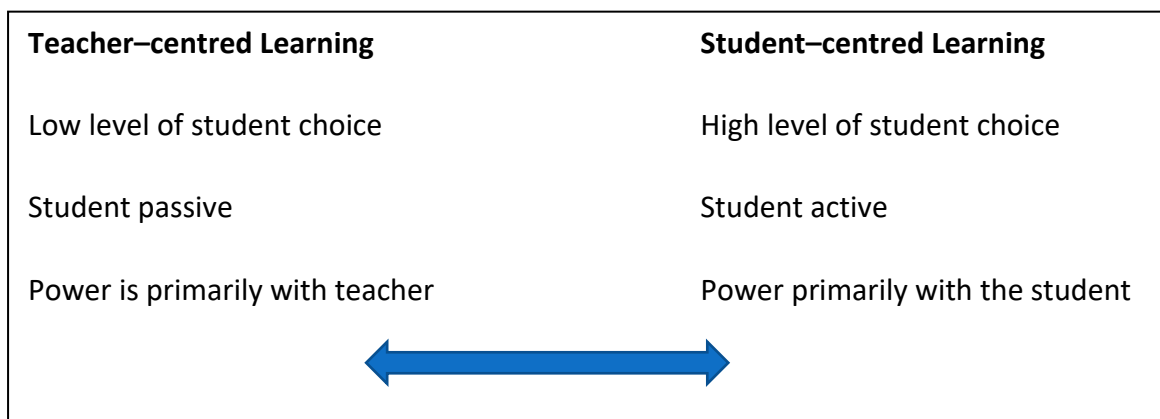 Teacher–centred Learning Student–centred Learning
Low level of student choice High level of student choice
Student passive Student active
Power is primarily with teacher Power primarily with the student